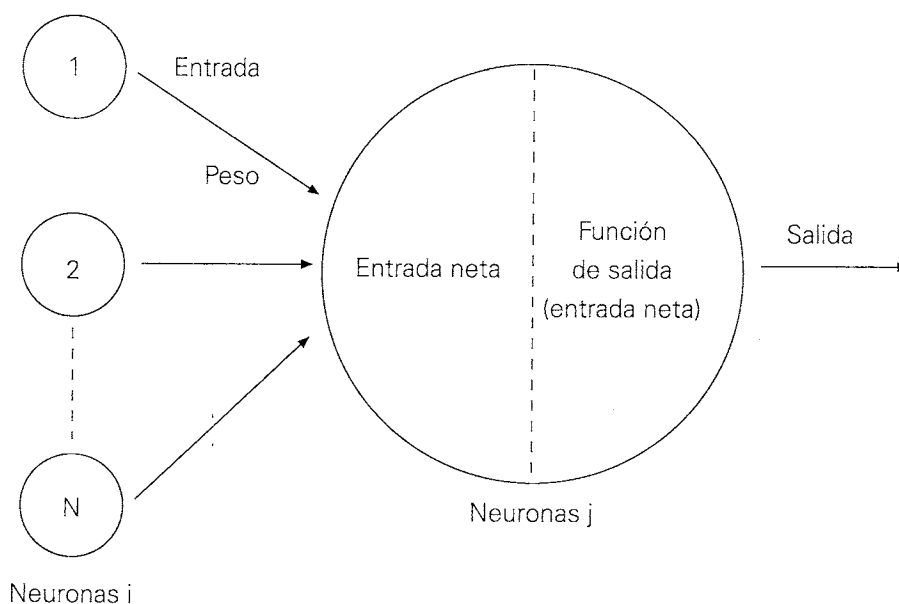 1
Entrada
Peso
2
Entrada neta
Función
de salida
(entrada neta)
Salida
N
Neuronas j
Neuronas i